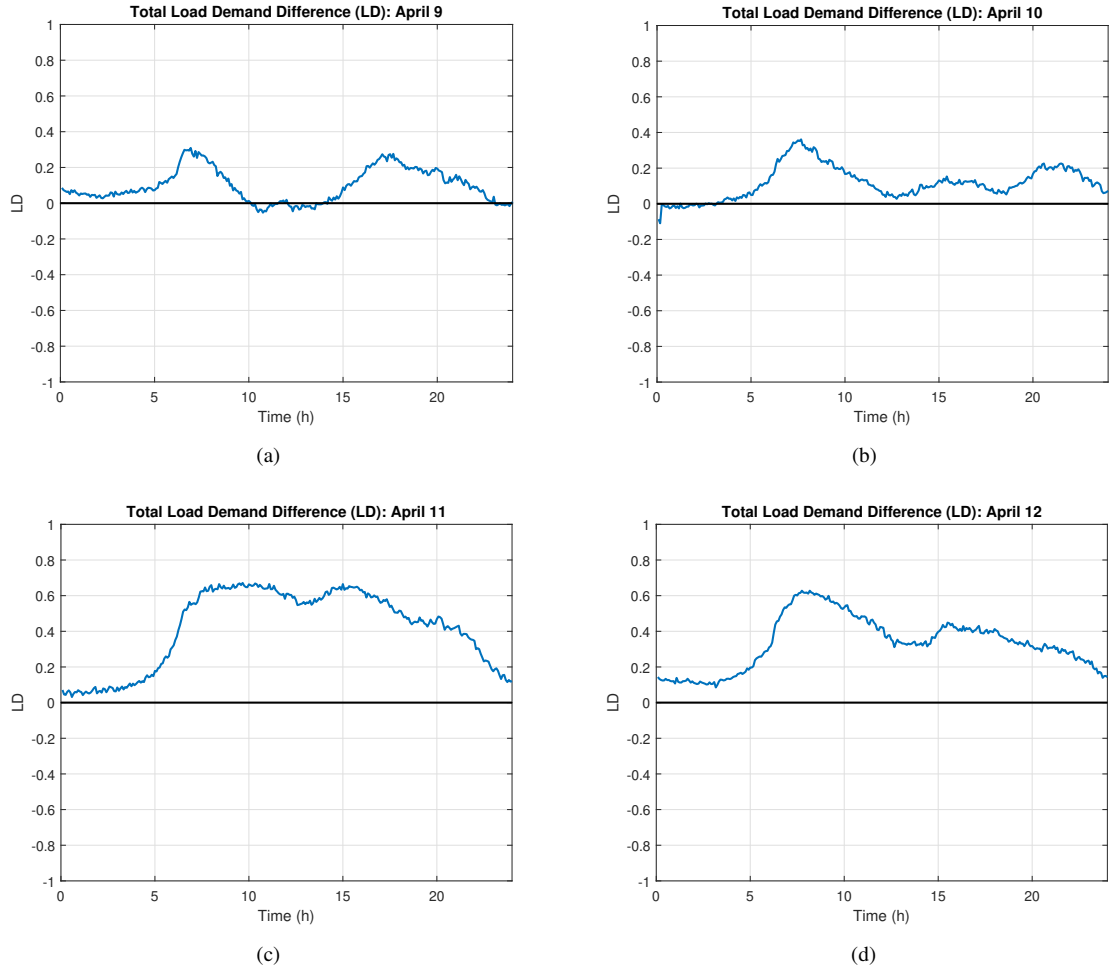 Total Load Demand Difference (LD): April 9
1
0.8
0.6
0.4
0.2
0
-0.2
-0.4
-0.6
-0.8
-1
LD
0 5 10 15 20
Time (h)
(a)
Total Load Demand Difference (LD): April 10
1
0.8
0.6
0.4
0.2
0
-0.2
-0.4
-0.6
-0.8
-1
LD
0 5 10 15 20
Time (h)
(b)
Total Load Demand Difference (LD): April 11
1
0.8
0.6
0.4
0.2
0
-0.2
-0.4
-0.6
-0.8
-1
LD
0 5 10 15 20
Time (h)
(c)
Total Load Demand Difference (LD): April 12
1
0.8
0.6
0.4
0.2
0
-0.2
-0.4
-0.6
-0.8
-1
LD
0 5 10 15 20
Time (h)
(d)